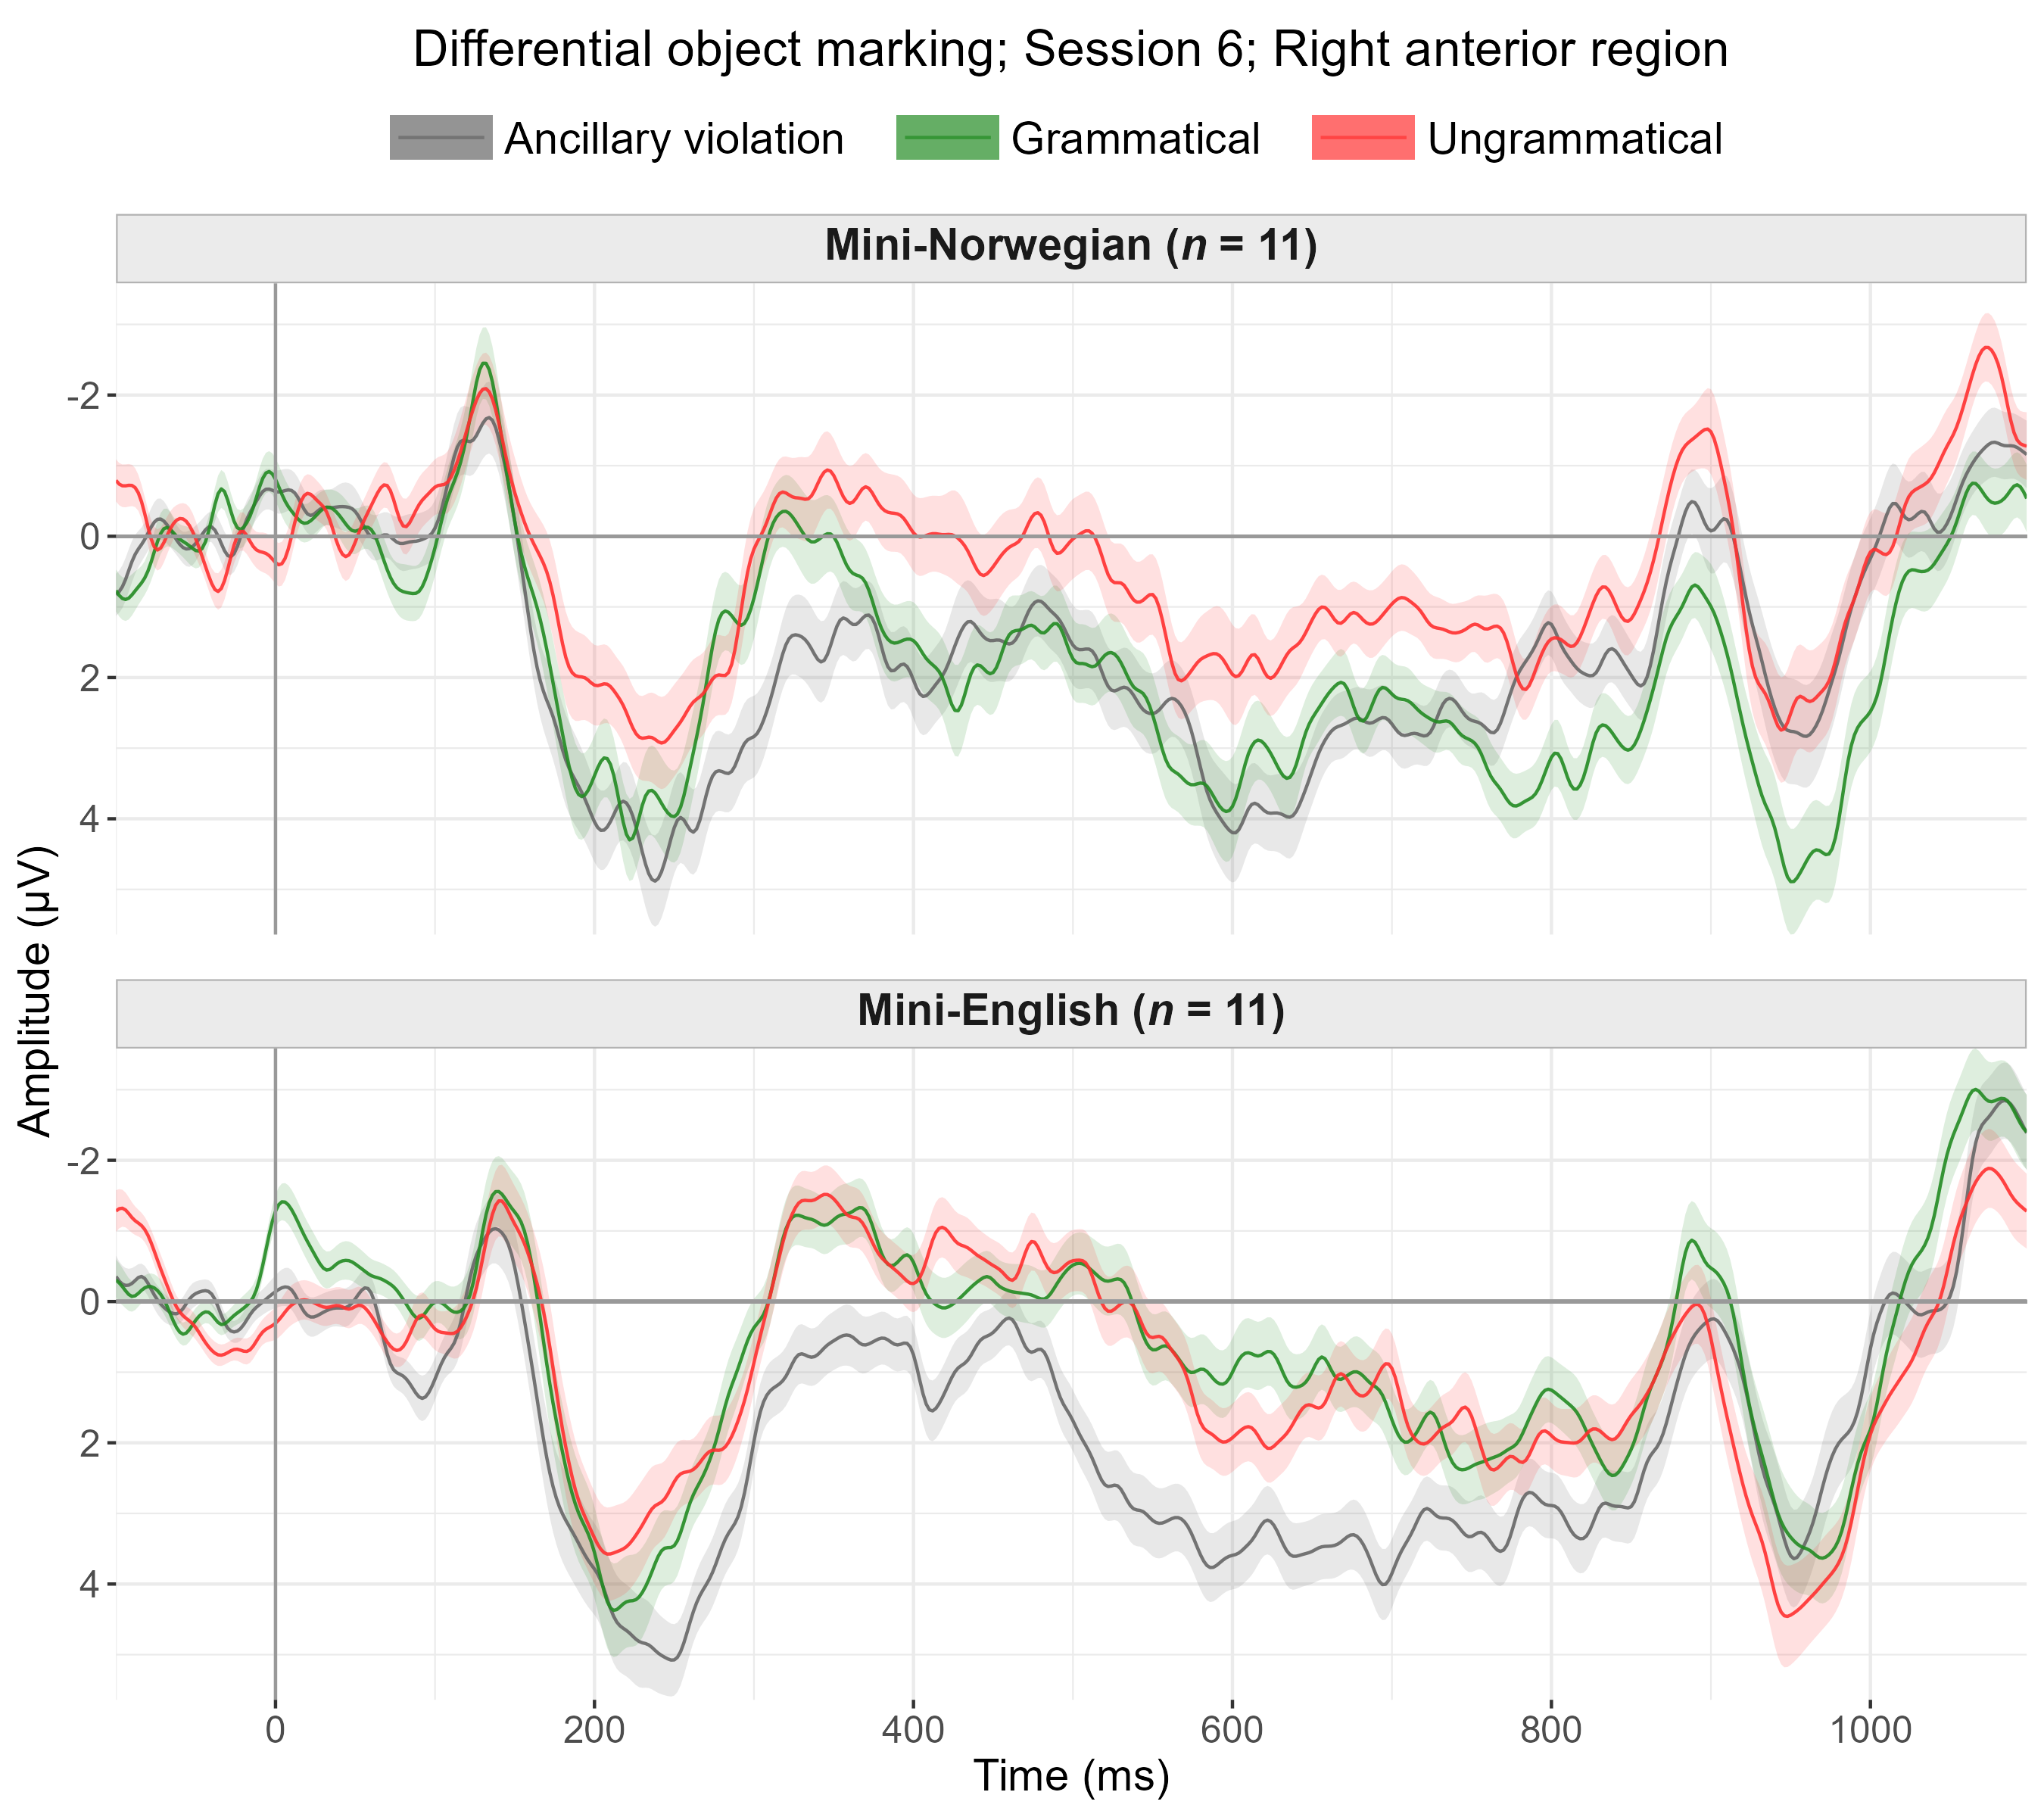 Differential object marking; Session 6; Right anterior region
Ancillary violation Grammatical Ungrammatical
Mini-Norwegian (n = 11)
-2
0
2
4
Amplitude (µV)
Mini-English (n = 11)
-2
0
2
4
0 200 400 600 800 1000
Time (ms)